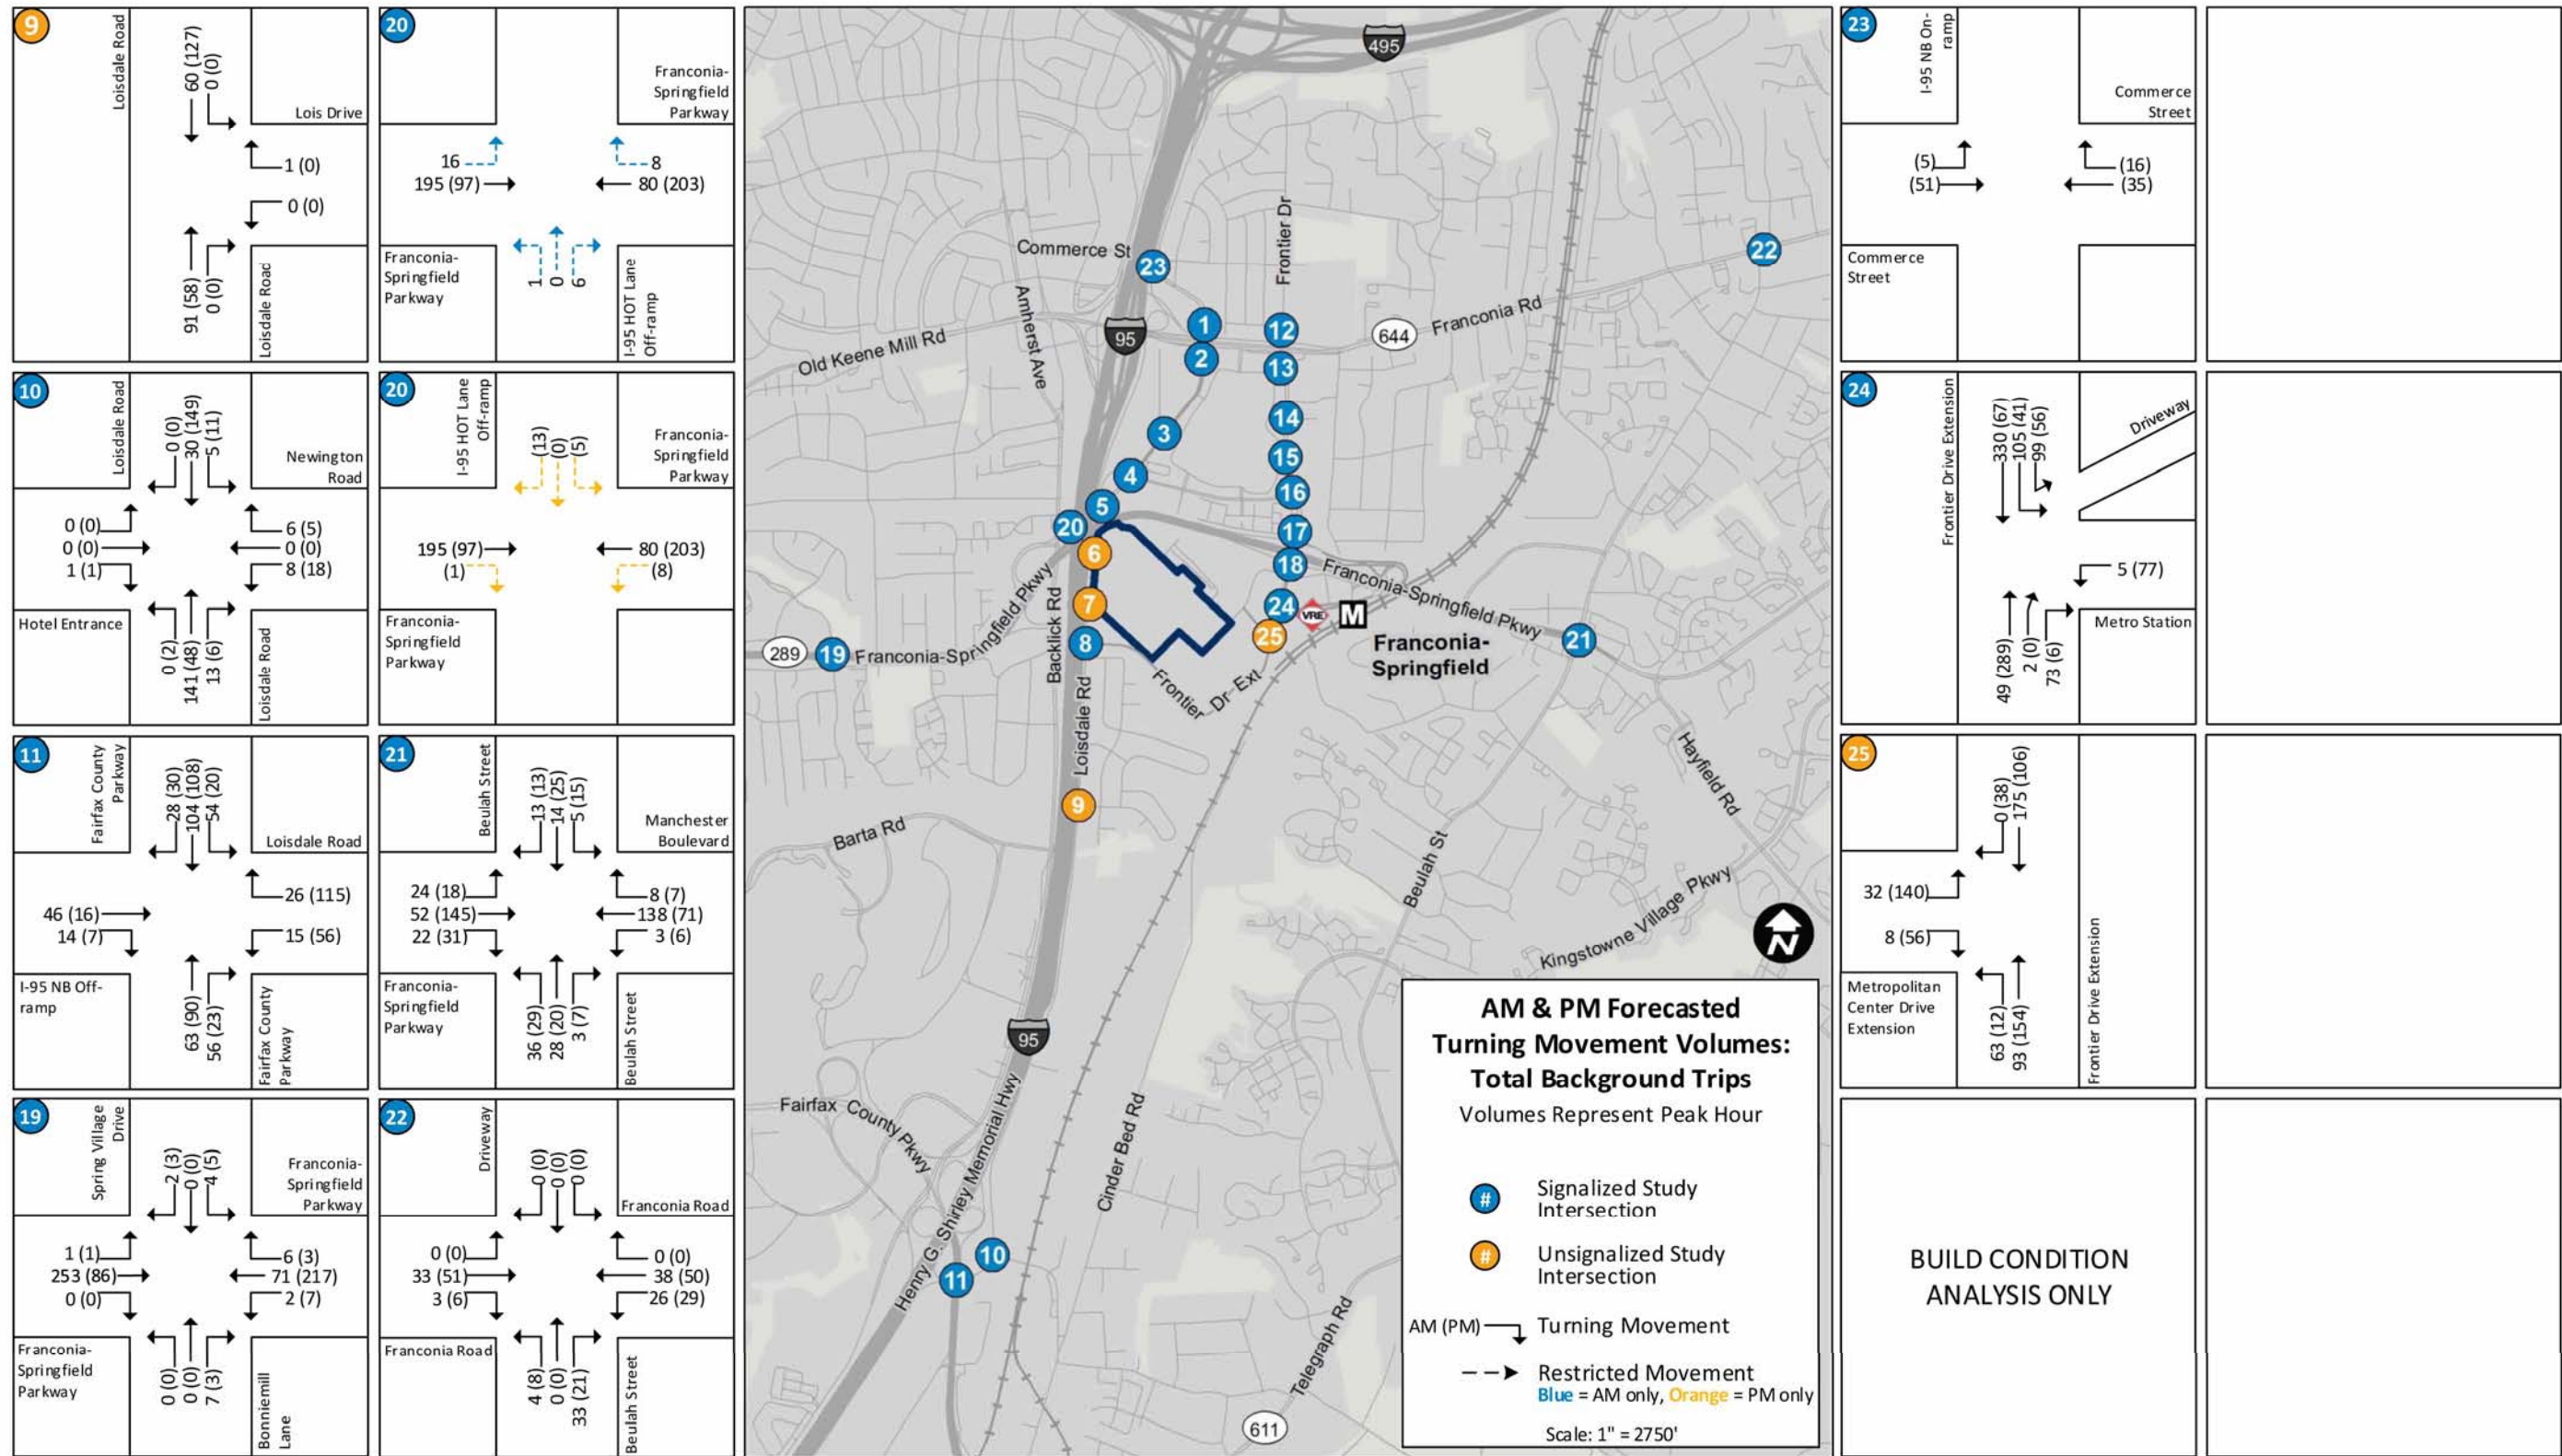 9
Loisdale Road
60 (127)
0 (0)
Lois Drive
1 (0)
0 (0)
91 (58)
0 (0)
Loisdale Road
20
Franconia-
Springfield
Parkway
16
195 (97)
8
80 (203)
Franconia-
Springfield
Parkway
1
0
6
I-95 HOT Lane
Off-ramp
10
Loisdale Road
0 (0)
30 (149)
5 (11)
Newington
Road
0 (0)
0 (0)
1 (1)
6 (5)
0 (0)
8 (18)
Hotel Entrance
0 (2)
141 (48)
13 (6)
Loisdale Road
20
I-95 HOT Lane
Off-ramp
(13)
(0)
(5)
Franconia-
Springfield
Parkway
195 (97)
(1)
80 (203)
(8)
Franconia-
Springfield
Parkway
11
Fairfax County
Parkway
28 (30)
104 (108)
54 (20)
Loisdale Road
46 (16)
14 (7)
26 (115)
15 (56)
I-95 NB Off-
ramp
63 (90)
56 (23)
Fairfax County
Parkway
21
Beulah Street
13 (13)
14 (25)
5 (15)
Manchester
Boulevard
24 (18)
52 (145)
22 (31)
8 (7)
138 (71)
3 (6)
Franconia-
Springfield
Parkway
36 (29)
28 (20)
3 (7)
Beulah Street
19
Spring Village
Drive
2 (3)
0 (0)
4 (5)
Franconia-
Springfield
Parkway
1 (1)
253 (86)
0 (0)
6 (3)
71 (217)
2 (7)
Franconia-
Springfield
Parkway
0 (0)
0 (0)
7 (3)
Bonniemill
Lane
22
Driveway
0 (0)
0 (0)
0 (0)
Franconia Road
0 (0)
33 (51)
3 (6)
0 (0)
38 (50)
26 (29)
Franconia Road
4 (8)
0 (0)
33 (21)
Beulah Street
495
Frontier Dr
Commerce St
23
22
Amherst Ave
95
1
2
12
13
644
Franconia Rd
Old Keene Mill Rd
3
14
15
4
16
5
20
17
6
18
7
24
VRE
M
25
8
Franconia-Springfield Pkwy
Franconia-
Springfield
21
289
19
Franconia-Springfield Pkwy
Backlick Rd
Loisdale Rd
Frontier Dr Ext
9
Barta Rd
Hayfield Rd
Beulah St
Kingstowne Village Pkwy
N
95
Fairfax County Pkwy
Henry G. Shirley Memorial Hwy
Cinder Bed Rd
10
11
Telegraph Rd
611
AM & PM Forecasted
Turning Movement Volumes:
Total Background Trips
Volumes Represent Peak Hour
# Signalized Study
Intersection
# Unsignalized Study
Intersection
AM (PM) Turning Movement
Restricted Movement
Blue = AM only, Orange = PM only
Scale: 1" = 2750'
23
I-95 NB On-
ramp
Commerce
Street
(5)
(51)
(16)
(35)
Commerce
Street
24
Frontier Drive Extension
330 (67)
105 (41)
99 (56)
Driveway
5 (77)
Metro Station
49 (289)
2 (0)
73 (6)
25
0 (38)
175 (106)
32 (140)
8 (56)
Metropolitan
Center Drive
Extension
63 (12)
93 (154)
Frontier Drive Extension
BUILD CONDITION
ANALYSIS ONLY